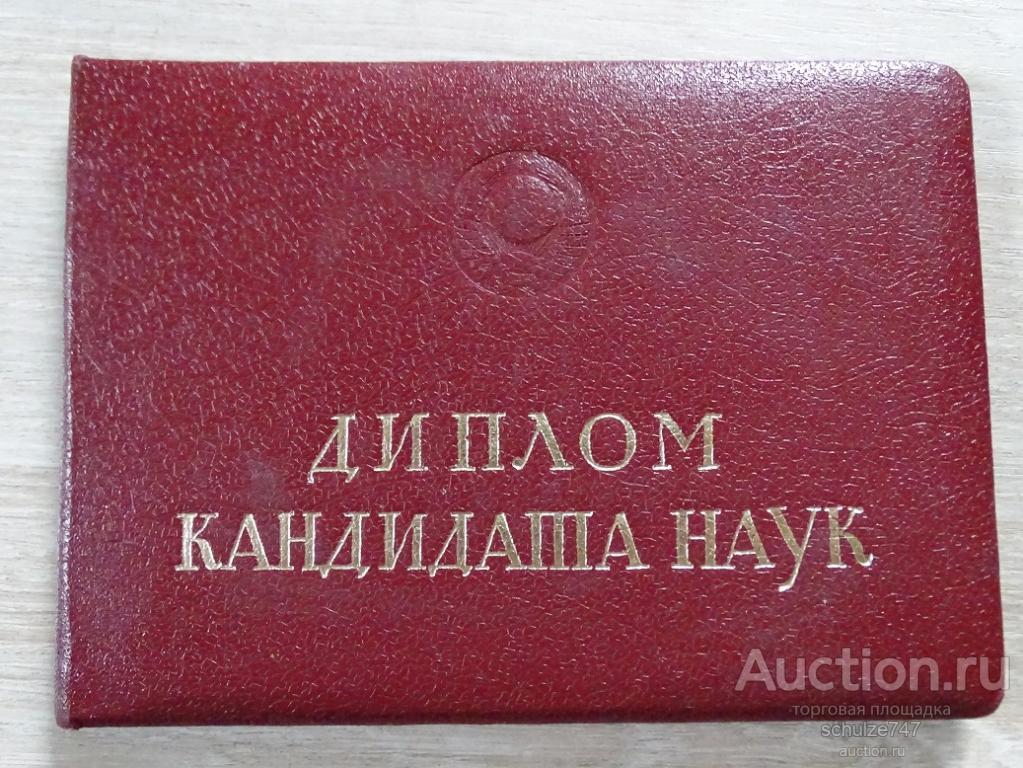 ДИПЛОМ
КАНДИДАТА НАУК
Auction.ru
торговая площадка
schulze747
auction.ru